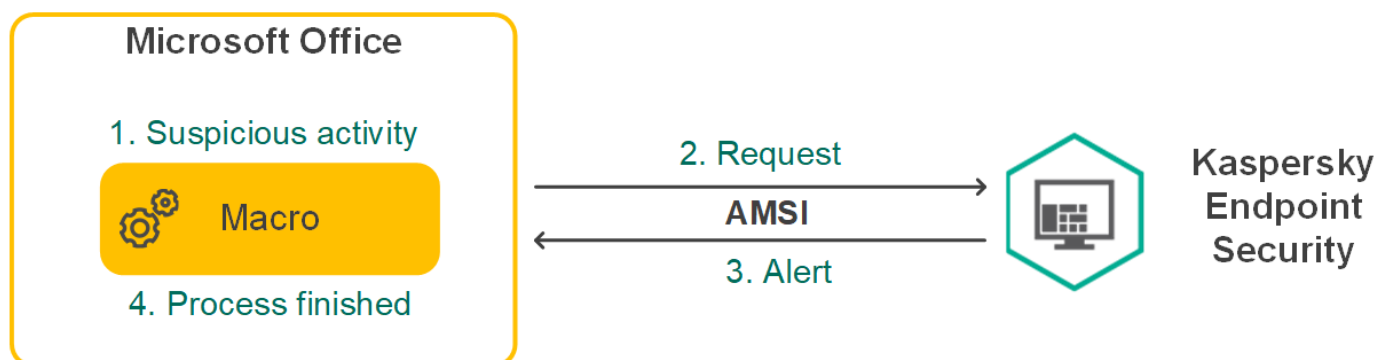 Microsoft Office
1. Suspicious activity
Macro
4. Process finished
2. Request
AMSI
3. Alert
Kaspersky
Endpoint
Security